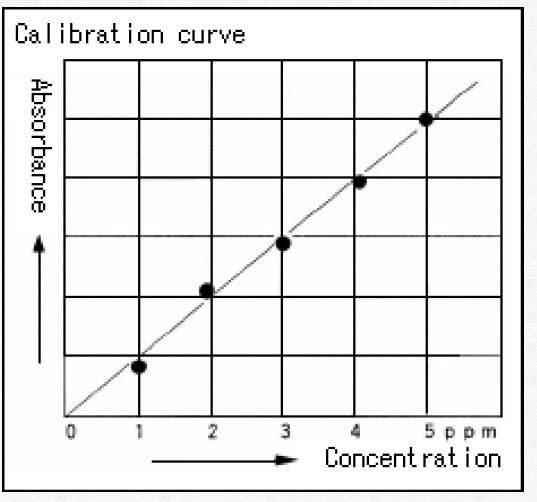 Calibration curve
Absorbance
0 1 2 3 4 5 ppm
Concentration